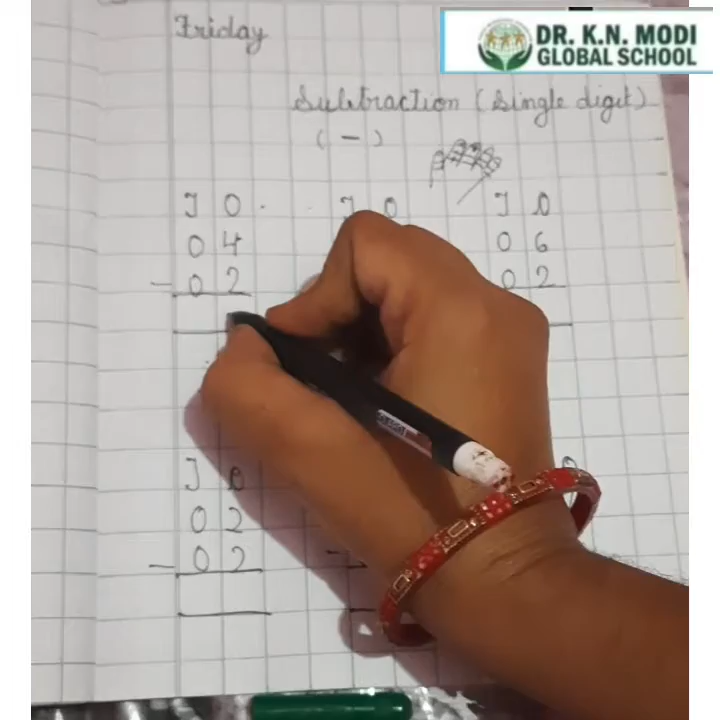 DR. K.N. MODI
GLOBAL SCHOOL
Friday
Subtraction (Single digit)
( - )
T O T O T O
0 4 0 6
- 0 2 0 2
T O
0 2
- 0 2